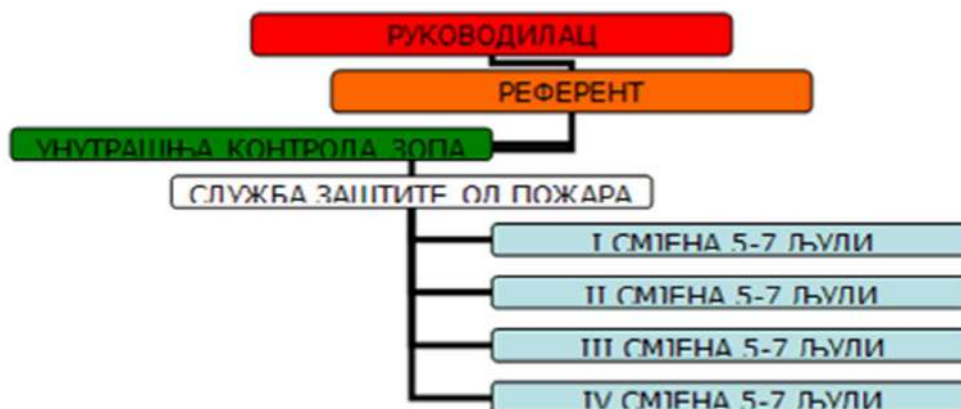 РУКОВОДИЛАЦ
РЕФЕРЕНТ
УНУТРАШЊА КОНТРОЛА ЗОПА
СЛУЖБА ЗАШТИТЕ ОД ПОЖАРА
I СМЈЕНА 5-7 ЉУДИ
II СМЈЕНА 5-7 ЉУДИ
III СМЈЕНА 5-7 ЉУДИ
IV СМЈЕНА 5-7 ЉУДИ